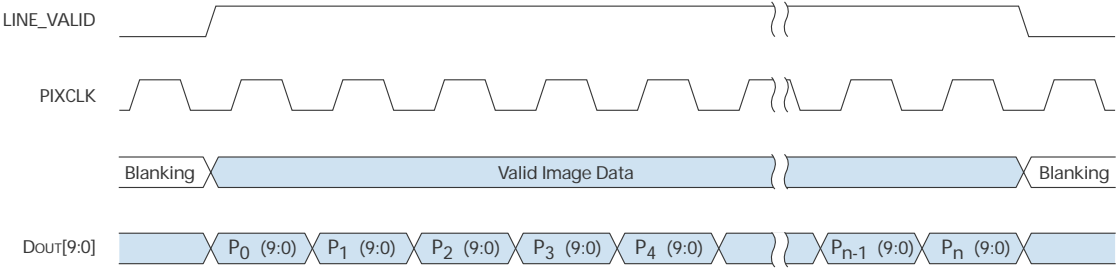 LINE_VALID
PIXCLK
Blanking Valid Image Data Blanking
DOUT[9:0] P0 (9:0) P1 (9:0) P2 (9:0) P3 (9:0) P4 (9:0) Pn-1 (9:0) Pn (9:0)